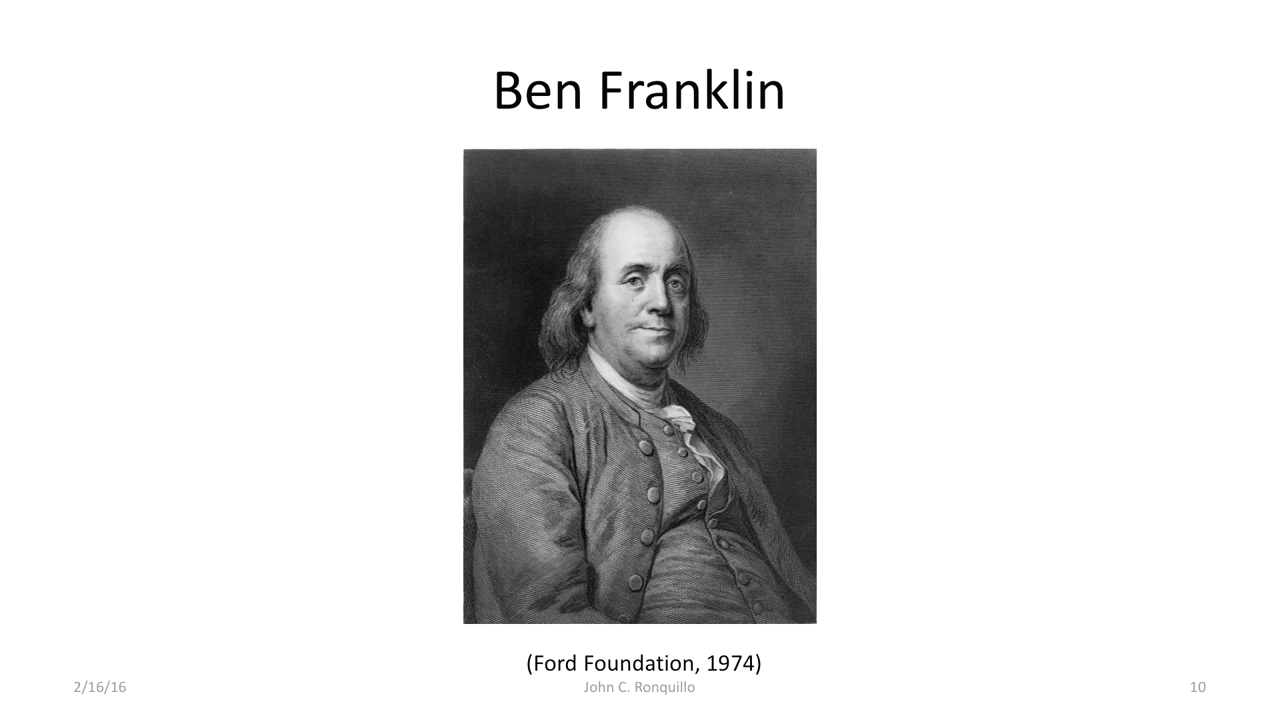 Ben Franklin
(Ford Foundation, 1974)
2/16/16
John C. Ronquillo
10